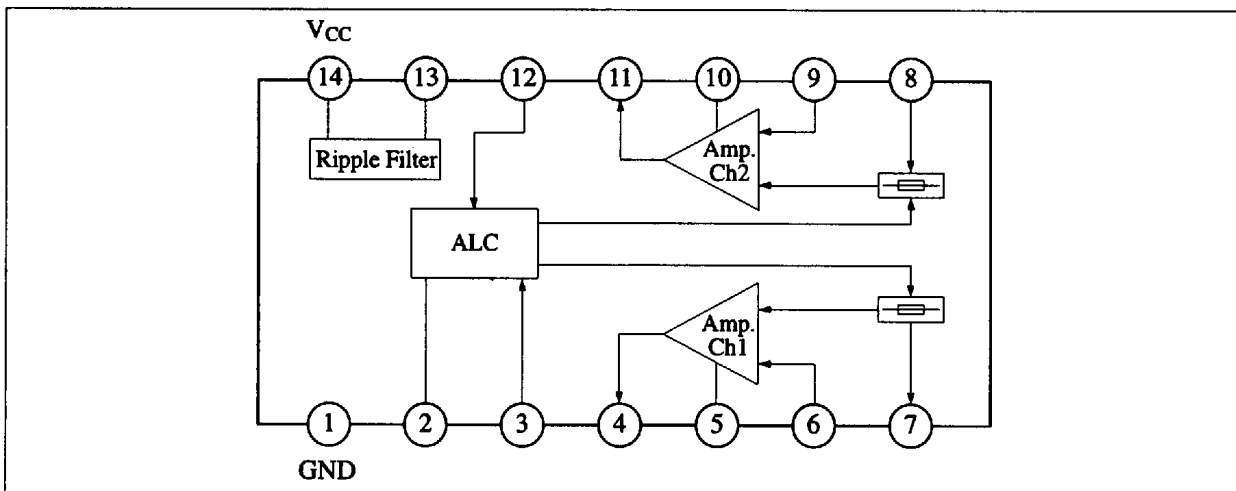 VCC
14 13 12 11 10 9 8
Ripple Filter
Amp.
Ch2
ALC
Amp.
Ch1
1 2 3 4 5 6 7
GND